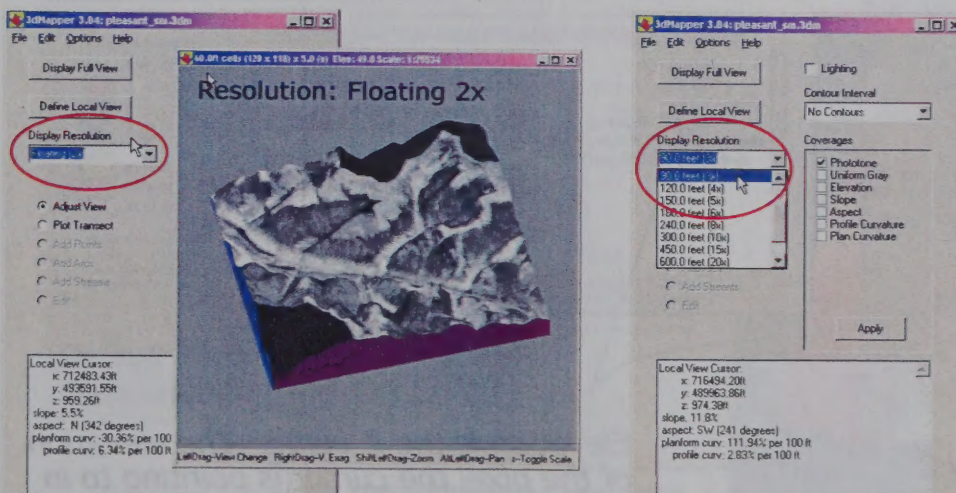 3dMapper 3.04: pleasant_sm.3dm
File Edit Options Help
Display Full View
Define Local View
Display Resolution
Adjust View
Plot Transect
Add Points
Add Arcs
Add Streams
Edit
Local View Cursor:
x: 712483.43ft
y: 493591.55ft
z: 959.26ft
slope: 5.5%
aspect: N (342 degrees)
planform curv: -30.36% per 100
profile curv: 6.34% per 100 ft
cells (129 x 118) x 5.0 (s) Elev: Scale:
Resolution: Floating 2x
LeftDrag-View Change RightDrag-V. Exag ShiftLeftDrag-Zoom AltLeftDrag-Pan s-Toggle Scale
3dMapper 3.04: pleasant_sm.3dm
File Edit Options Help
Display Full View
Define Local View
Display Resolution
90.0 feet (3x)
90.0 feet (3x)
120.0 feet (4x)
150.0 feet (5x)
180.0 feet (6x)
240.0 feet (8x)
300.0 feet (10x)
450.0 feet (15x)
600.0 feet (20x)
Add Streams
Edit
Lighting
Contour Interval
No Contours
Coverages
Phototone
Uniform Gray
Elevation
Slope
Aspect
Profile Curvature
Plan Curvature
Apply
Local View Cursor:
x: 716494.20ft
y: 489963.86ft
z: 974.38ft
slope: 11.8%
aspect: SW (241 degrees)
planform curv: 111.94% per 100 ft
profile curv: 2.83% per 100 ft